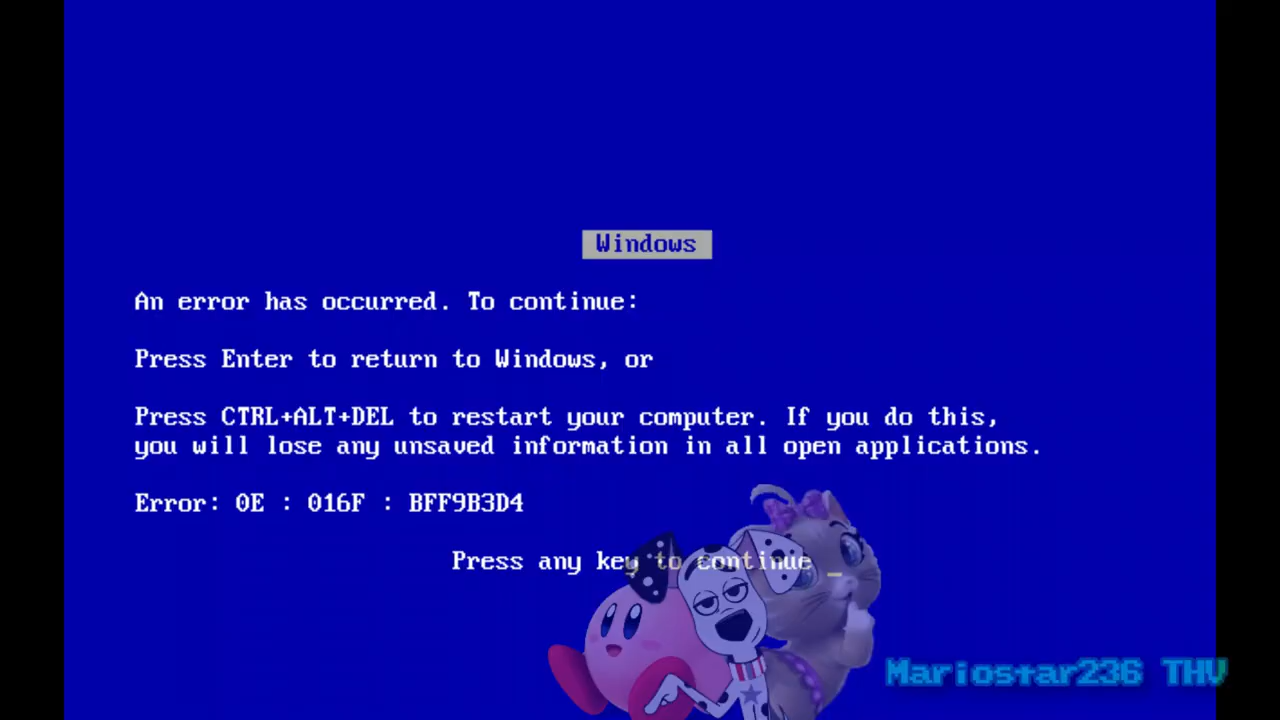 Windows
An error has occurred. To continue:
Press Enter to return to Windows, or
Press CTRL+ALT+DEL to restart your computer. If you do this,
you will lose any unsaved information in all open applications.
Error: 0E : 016F : BFF9B3D4
Press any key to continue _
Mariostar236 THV